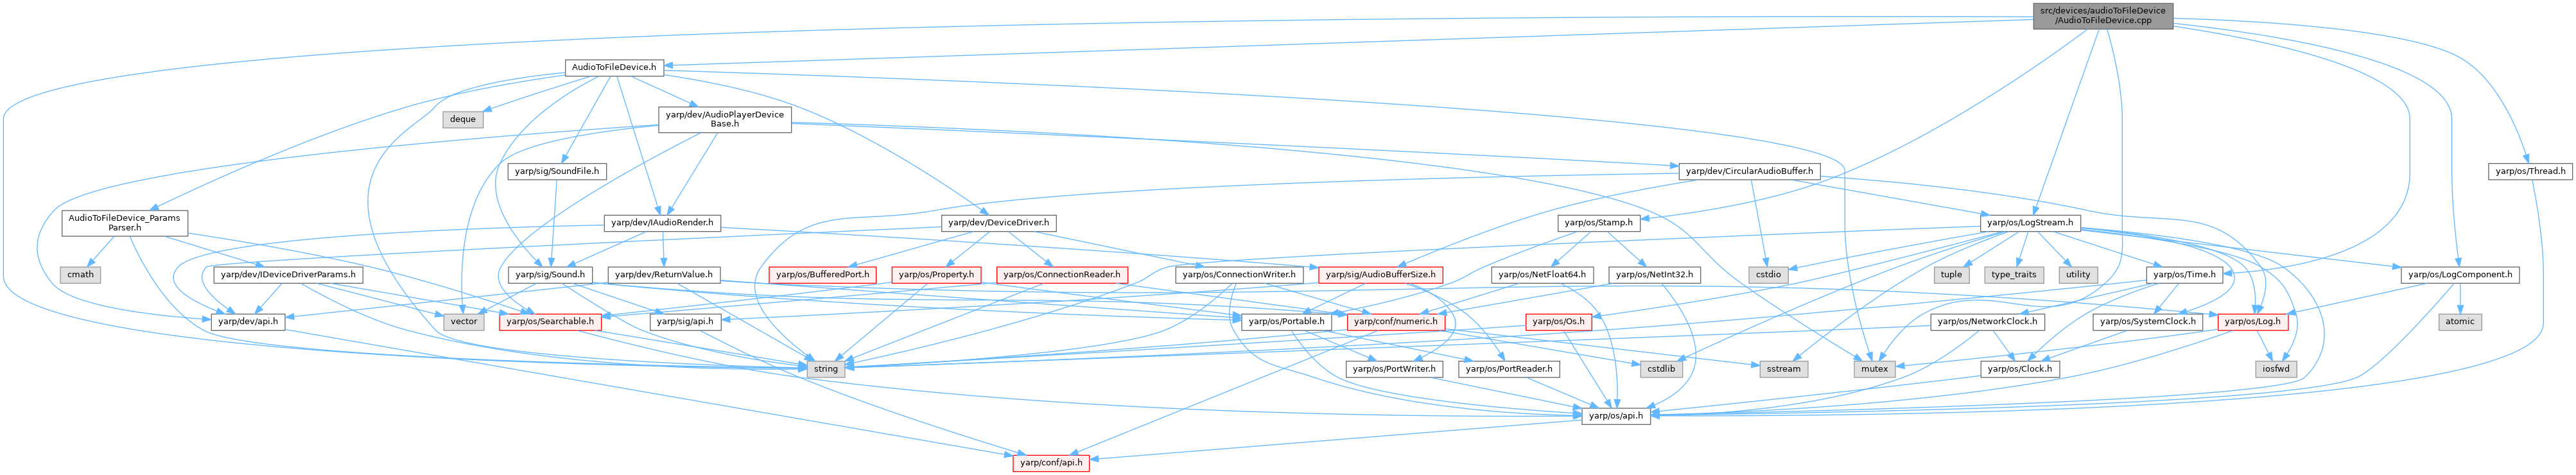 src/devices/audioToFileDevice
/AudioToFileDevice.cpp
AudioToFileDevice.h
deque
yarp/dev/AudioPlayerDevice
Base.h
yarp/sig/SoundFile.h
yarp/dev/CircularAudioBuffer.h
yarp/os/Thread.h
AudioToFileDevice_Params
Parser.h
yarp/dev/IAudioRender.h
yarp/dev/DeviceDriver.h
yarp/os/Stamp.h
yarp/os/LogStream.h
cmath
yarp/dev/IDeviceDriverParams.h
yarp/sig/Sound.h
yarp/dev/ReturnValue.h
yarp/os/BufferedPort.h
yarp/os/Property.h
yarp/os/ConnectionReader.h
yarp/os/ConnectionWriter.h
yarp/sig/AudioBufferSize.h
yarp/os/NetFloat64.h
yarp/os/NetInt32.h
cstdio
tuple
type_traits
utility
yarp/os/Time.h
yarp/os/LogComponent.h
yarp/dev/api.h
vector
yarp/os/Searchable.h
yarp/sig/api.h
yarp/os/Portable.h
yarp/conf/numeric.h
yarp/os/Os.h
yarp/os/NetworkClock.h
yarp/os/SystemClock.h
yarp/os/Log.h
atomic
string
yarp/os/PortWriter.h
yarp/os/PortReader.h
cstdlib
sstream
mutex
yarp/os/Clock.h
iosfwd
yarp/os/api.h
yarp/conf/api.h